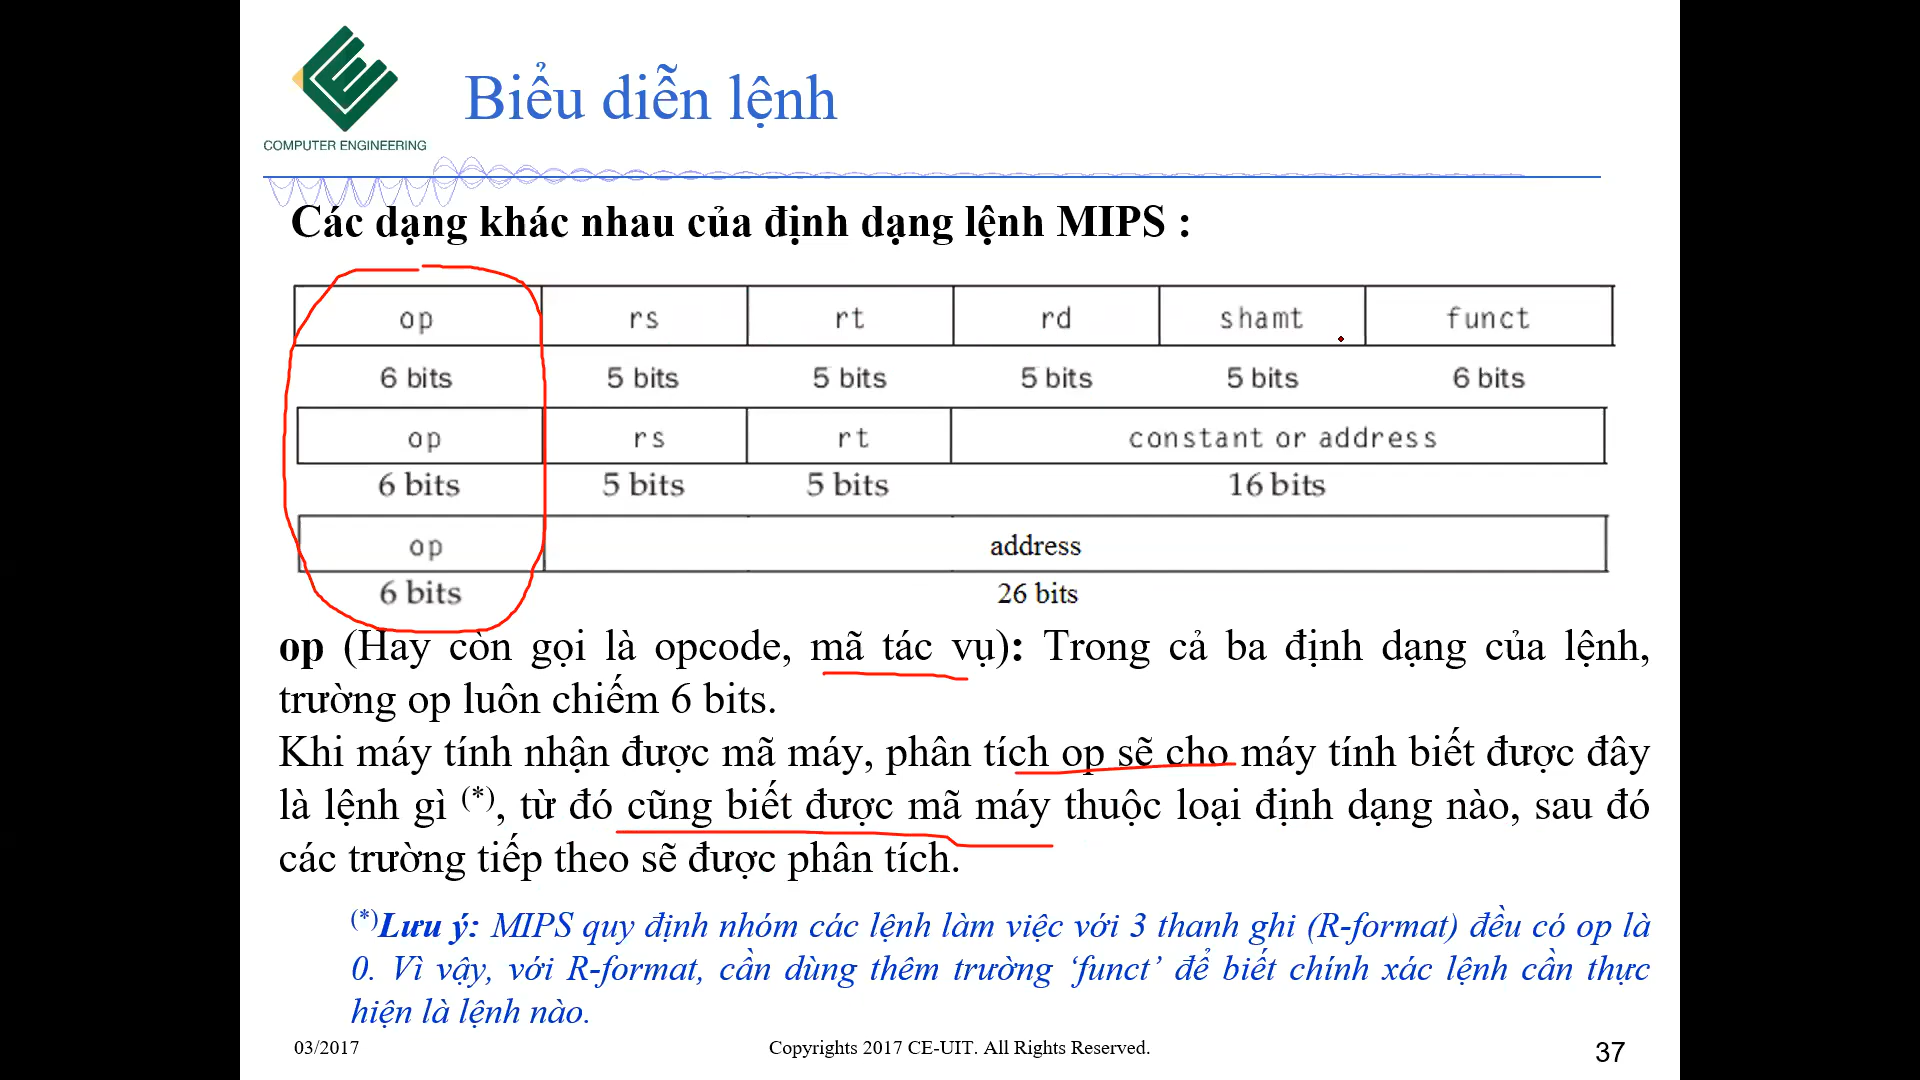 COMPUTER ENGINEERING
Biểu diễn lệnh
Các dạng khác nhau của định dạng lệnh MIPS :
op rs rt rd shamt funct
6 bits 5 bits 5 bits 5 bits 5 bits 6 bits
op rs rt constant or address
6 bits 5 bits 5 bits 16 bits
op address
6 bits 26 bits
op (Hay còn gọi là opcode, mã tác vụ): Trong cả ba định dạng của lệnh,
trường op luôn chiếm 6 bits.
Khi máy tính nhận được mã máy, phân tích op sẽ cho máy tính biết được đây
là lệnh gì (*), từ đó cũng biết được mã máy thuộc loại định dạng nào, sau đó
các trường tiếp theo sẽ được phân tích.
(*)Lưu ý: MIPS quy định nhóm các lệnh làm việc với 3 thanh ghi (R-format) đều có op là
0. Vì vậy, với R-format, cần dùng thêm trường ‘funct’ để biết chính xác lệnh cần thực
hiện là lệnh nào.
03/2017 Copyrights 2017 CE-UIT. All Rights Reserved. 37